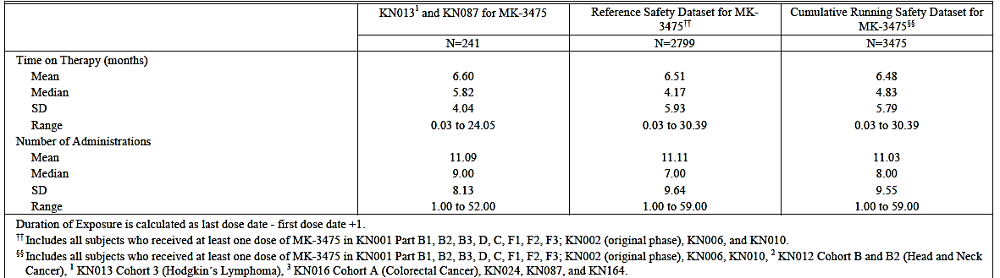 KN013¹ and KN087 for MK-3475 Reference Safety Dataset for MK-3475†† Cumulative Running Safety Dataset for MK-3475§§
N=241 N=2799 N=3475
Time on Therapy (months)
Mean 6.60 6.51 6.48
Median 5.82 4.17 4.83
SD 4.04 5.93 5.79
Range 0.03 to 24.05 0.03 to 30.39 0.03 to 30.39
Number of Administrations
Mean 11.09 11.11 11.03
Median 9.00 7.00 8.00
SD 8.13 9.64 9.55
Range 1.00 to 52.00 1.00 to 59.00 1.00 to 59.00
Duration of Exposure is calculated as last dose date - first dose date +1.
†† Includes all subjects who received at least one dose of MK-3475 in KN001 Part B1, B2, B3, D, C, F1, F2, F3; KN002 (original phase), KN006, and KN010.
§§ Includes all subjects who received at least one dose of MK-3475 in KN001 Part B1, B2, B3, D, C, F1, F2, F3; KN002 (original phase), KN006, KN010, ² KN012 Cohort B and B2 (Head and Neck
Cancer), ¹ KN013 Cohort 3 (Hodgkin´s Lymphoma), ³ KN016 Cohort A (Colorectal Cancer), KN024, KN087, and KN164.